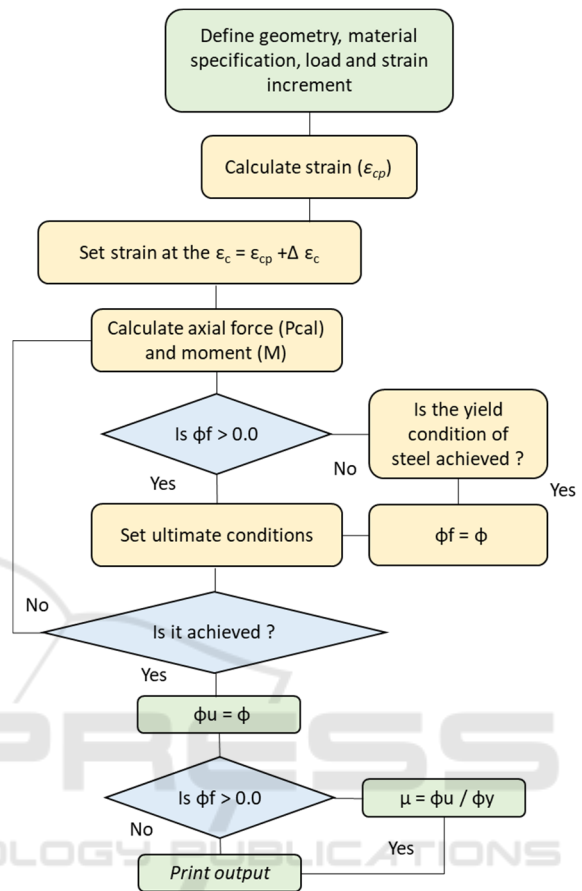 Define geometry, material
specification, load and strain
increment
Calculate strain (εcp)
Set strain at the εc = εcp +Δ εc
Calculate axial force (Pcal)
and moment (M)
Is ϕf > 0.0
Is the yield
condition of
steel achieved ?
No
Yes
Yes
Set ultimate conditions
ϕf = ϕ
No
Is it achieved ?
Yes
ϕu = ϕ
Is ϕf > 0.0
μ = ϕu / ϕy
No
Yes
Print output
PRESS
OLOGY PUBLICATIONS